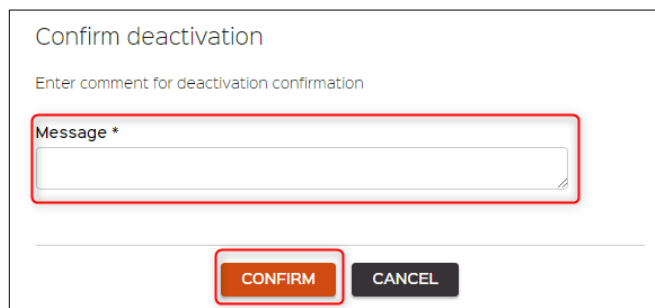 Confirm deactivation
Enter comment for deactivation confirmation
Message *
CONFIRM CANCEL